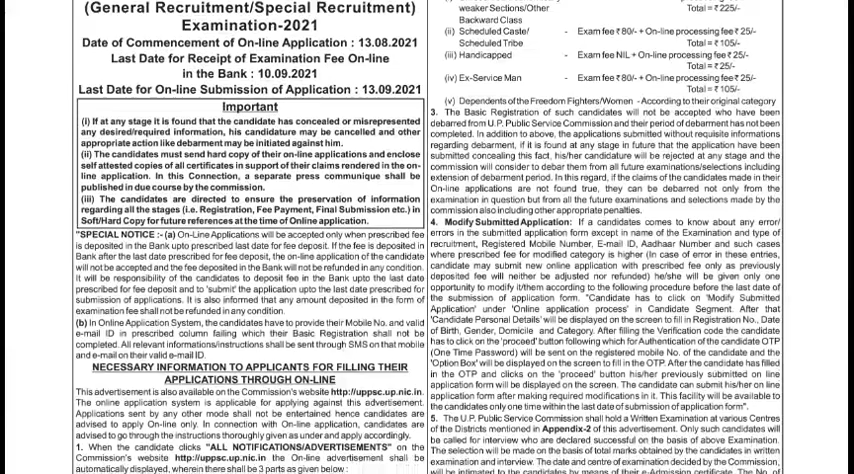 (General Recruitment/Special Recruitment)
Examination-2021
Date of Commencement of On-line Application : 13.08.2021
Last Date for Receipt of Examination Fee On-line
in the Bank : 10.09.2021
Last Date for On-line Submission of Application : 13.09.2021
Important
(i) If at any stage it is found that the candidate has concealed or misrepresented
any desired/required information, his candidature may be cancelled and other
appropriate action like debarment may be initiated against him.
(ii) The candidates must send hard copy of their on-line applications and enclose
self attested copies of all certificates in support of their claims rendered in the on-
line application. In this Connection, a separate press communique shall be
published in due course by the commission.
(iii) The candidates are directed to ensure the preservation of information
regarding all the stages (i.e. Registration, Fee Payment, Final Submission etc.) in
Soft/Hard Copy for future references at the time of Online application.
"SPECIAL NOTICE :- (a) On-Line Applications will be accepted only when prescribed fee
is deposited in the Bank upto prescribed last date for fee deposit. If the fee is deposited in
Bank after the last date prescribed for fee deposit, the on-line application of the candidate
will not be accepted and the fee deposited in the Bank will not be refunded in any condition.
It will be responsibility of the candidates to deposit fee in the Bank upto the last date
prescribed for fee deposit and to 'submit' the application upto the last date prescribed for
submission of applications. It is also informed that any amount deposited in the form of
examination fee shall not be refunded in any condition.
(b) In Online Application System, the candidates have to provide their Mobile No. and valid
e-mail ID in prescribed column failing which their Basic Registration shall not be
completed. All relevant informations/instructions shall be sent through SMS on that mobile
and e-mail on their valid e-mail ID.
NECESSARY INFORMATION TO APPLICANTS FOR FILLING THEIR
APPLICATIONS THROUGH ON-LINE
This advertisement is also available on the Commission's website http://uppsc.up.nic.in.
The online application system is applicable for applying against this advertisement.
Applications sent by any other mode shall not be entertained hence candidates are
advised to apply On-line only. In connection with On-line application, candidates are
advised to go through the instructions thoroughly given as under and apply accordingly.
1. When the candidate clicks "ALL NOTIFICATIONS/ADVERTISEMENTS" on the
Commission's website http://uppsc.up.nic.in the On-line advertisement shall be
automatically displayed, wherein there shall be 3 parts as given below :
weaker Sections/Other Total = ₹225/-
Backward Class
(ii) Scheduled Caste/ - Exam fee ₹80/- + On-line processing fee ₹25/-
Scheduled Tribe Total = ₹105/-
(iii) Handicapped - Exam fee NIL + On-line processing fee ₹25/-
Total = ₹25/-
(iv) Ex-Service Man - Exam fee ₹80/- + On-line processing fee ₹25/-
Total = ₹105/-
(v) Dependents of the Freedom Fighters/Women - According to their original category
3. The Basic Registration of such candidates will not be accepted who have been
debarred from U.P. Public Service Commission and their period of debarment has not been
completed. In addition to above, the applications submitted without requisite informations
regarding debarment, if it is found at any stage in future that the application have been
submitted concealing this fact, his/her candidature will be rejected at any stage and the
commission will consider to debar them from all future examinations/selections including
extension of debarment period. In this regard, if the claims of the candidates made in their
On-line applications are not found true, they can be debarred not only from the
examination in question but from all the future examinations and selections made by the
commission also including other appropriate penalties.
4. Modify Submitted Application: If a candidates comes to know about any error/
errors in the submitted application form except in name of the Examination and type of
recruitment, Registered Mobile Number, E-mail ID, Aadhaar Number and such cases
where prescribed fee for modified category is higher (In case of error in these entries,
candidate may submit new online application with prescribed fee only as previously
deposited fee will neither be adjusted nor refunded) he/she will be given only one
opportunity to modify it/them according to the following procedure before the last date of
the submission of application form. "Candidate has to click on 'Modify Submitted
Application' under 'Online application process' in Candidate Segment. After that
'Candidate Personal Details' will be displayed on the screen to fill in Registration No., Date
of Birth, Gender, Domicile and Category. After filling the Verification code the candidate
has to click on the 'proceed' button following which for Authentication of the candidate OTP
(One Time Password) will be sent on the registered mobile No. of the candidate and the
'Option Box' will be displayed on the screen to fill in the OTP. After the candidate has filled
in the OTP and clicks on the 'proceed' button his/her previously submitted on line
application form will be displayed on the screen. The candidate can submit his/her on line
application form after making required modifications in it. This facility will be available to
the candidates only one time within the last date of submission of application form".
5. The U.P. Public Service Commission shall hold a Written Examination at various Centres
of the Districts mentioned in Appendix-2 of this advertisement. Only such candidates will
be called for interview who are declared successful on the basis of above Examination.
The selection will be made on the basis of total marks obtained by the candidates in written
examination and interview. The date and centre of examination decided by the Commission,
will be intimated to the candidates by means of their e-Admission certificate. The No. of